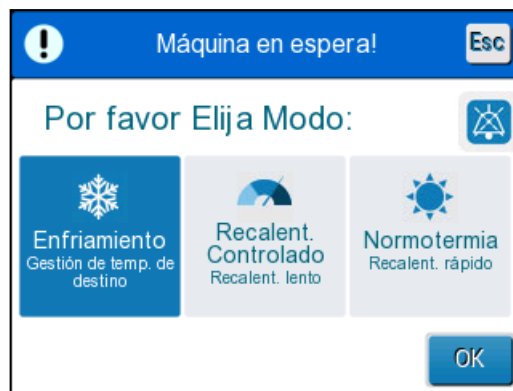 Máquina en espera!
Esc
Por favor Elija Modo:
Enfriamiento
Gestión de temp. de
destino
Recalent.
Controlado
Recalent. lento
Normotermia
Recalent. rápido
OK